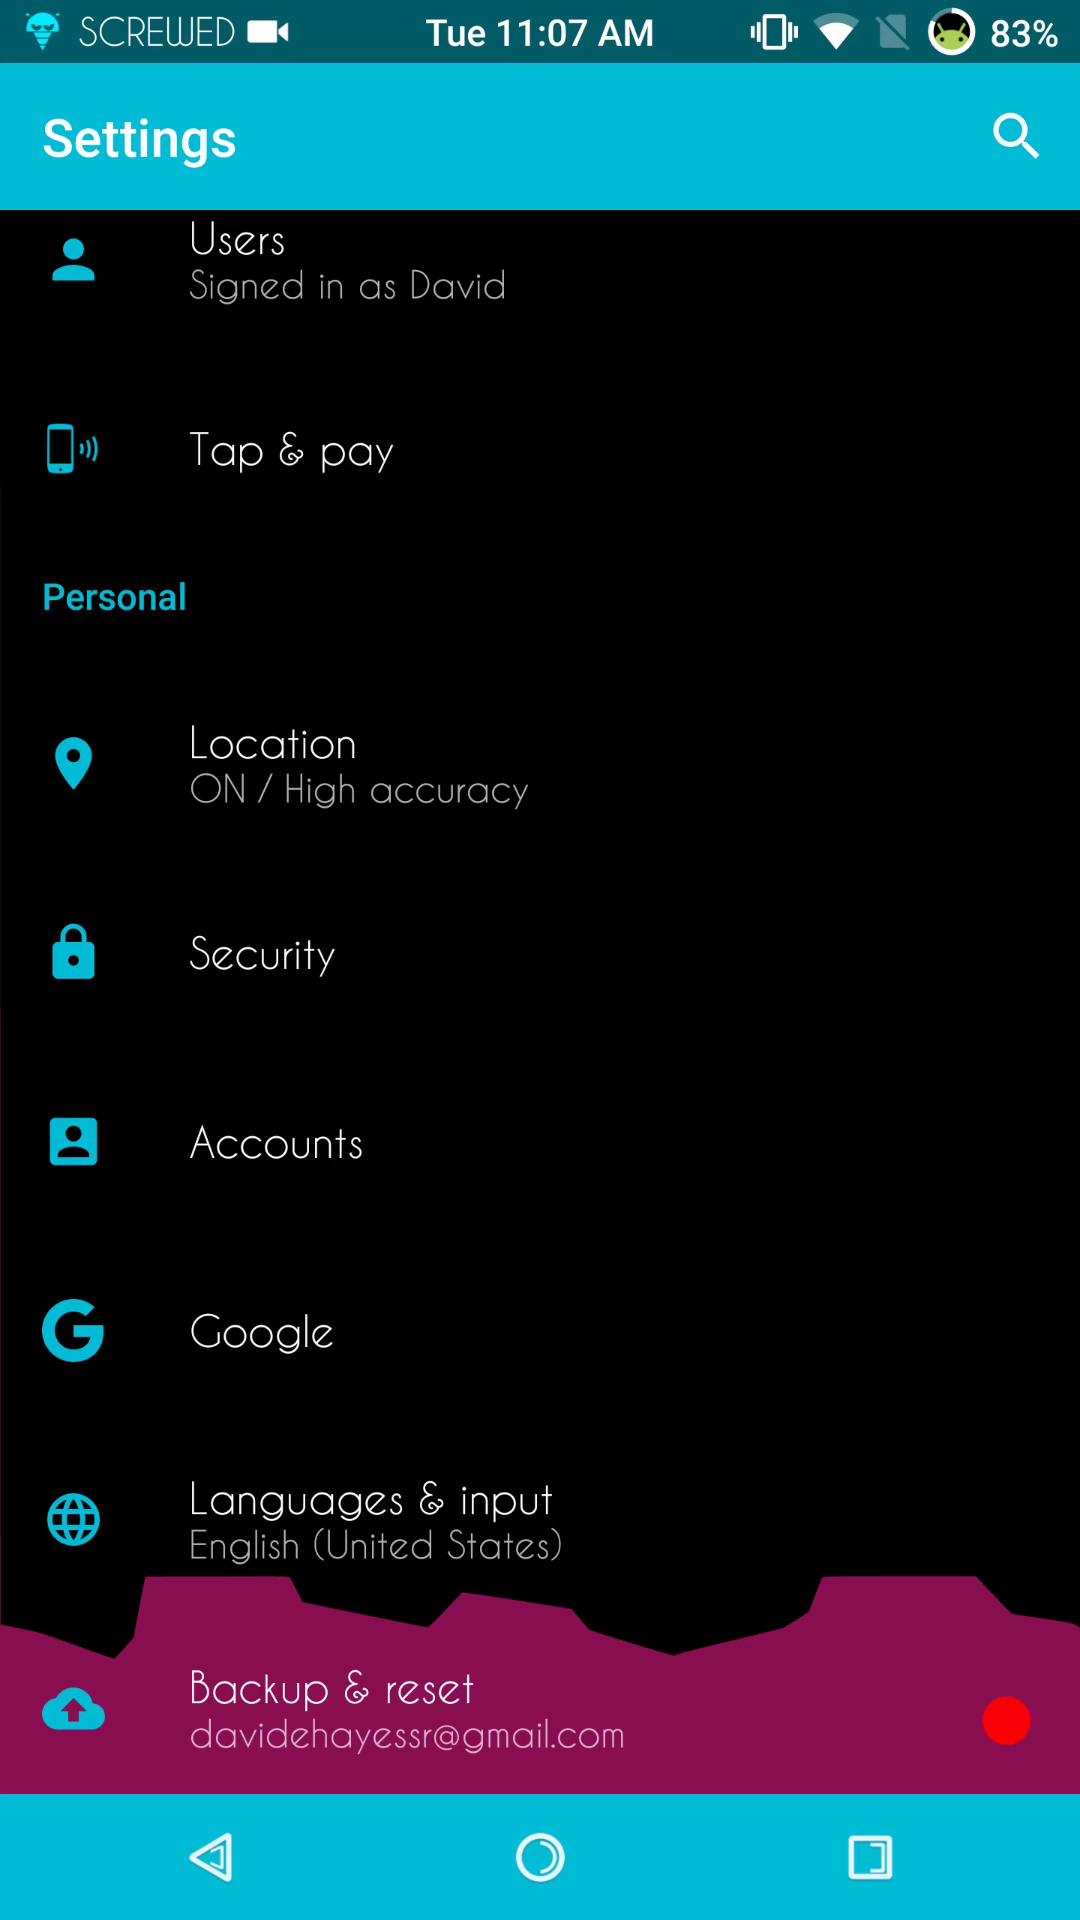 SCREWED Tue 11:07 AM 83%
Settings
Users
Signed in as David
Tap & pay
Personal
Location
ON / High accuracy
Security
Accounts
Google
Languages & input
English (United States)
Backup & reset
davidehayessr@gmail.com